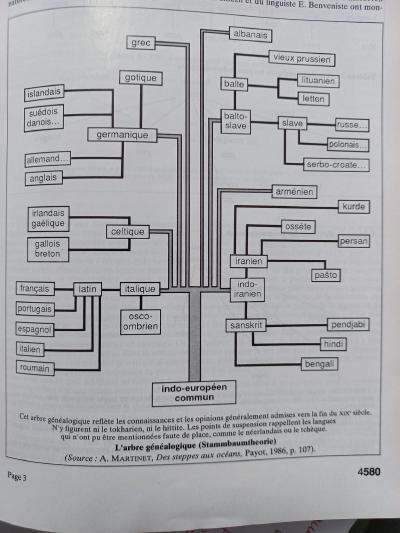 et du linguiste E. Benveniste ont mon-
grec
albanais
gotique
vieux prussien
islandais
balte
lituanien
letton
suédois
danois...
balto-
slave
slave
russe...
germanique
polonais...
allemand...
serbo-croate...
anglais
arménien
irlandais
gaélique
kurde
ossète
celtique
persan
gallois
breton
iranien
pašto
français
latin
italique
indo-
iranien
portugais
osco-
ombrien
espagnol
sanskrit
pendjabi
italien
hindi
roumain
bengali
indo-européen
commun
Cet arbre généalogique reflète les connaissances et les opinions généralement admises vers la fin du XIXe siècle.
N'y figurent ni le tokharien, ni le hittite. Les points de suspension rappellent les langues
qui n'ont pu être mentionnées faute de place, comme le néerlandais ou le tchèque.
L'arbre généalogique (Stammbaumtheorie)
(Source : A. MARTINET, Des steppes aux océans, Payot, 1986, p. 107).
Page 3
4580